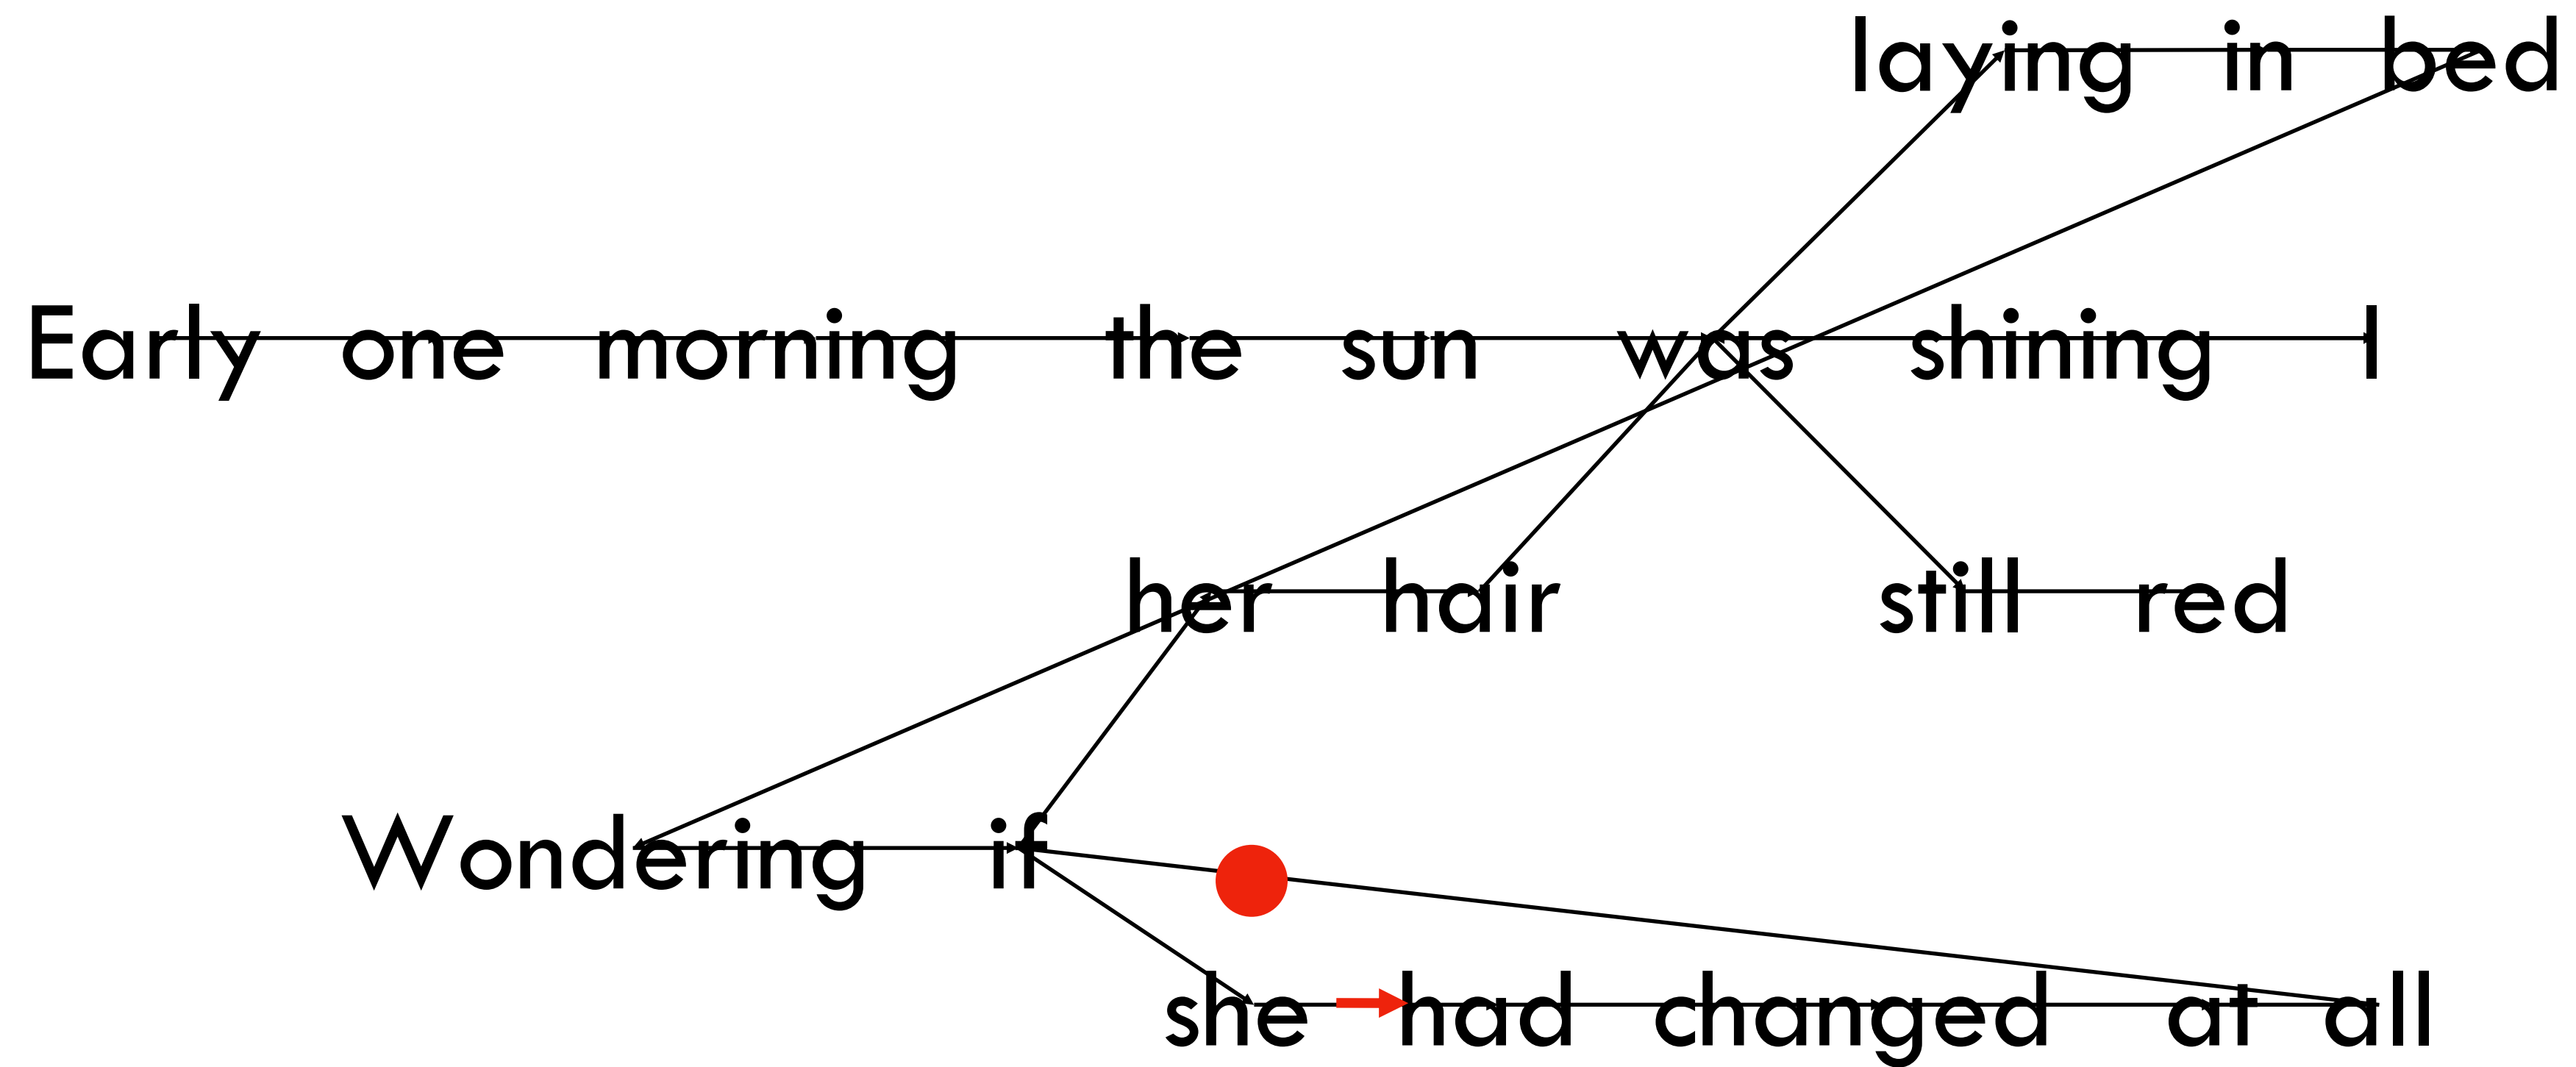 laying in bed
Early one morning the sun was shining I
her hair still red
Wondering if
she had changed at all